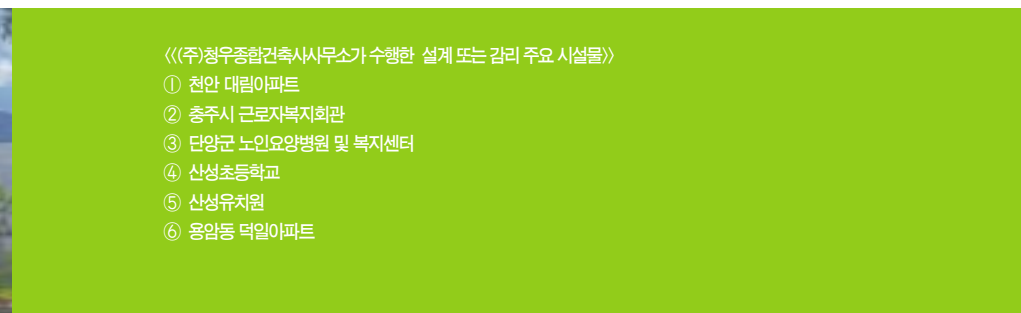 <<(주)청우종합건축사사무소가 수행한 설계 또는 감리 주요 시설물>>
① 천안 대림아파트
② 충주시 근로자복지회관
③ 단양군 노인요양병원 및 복지센터
④ 산성초등학교
⑤ 산성유치원
⑥ 용암동 덕일아파트